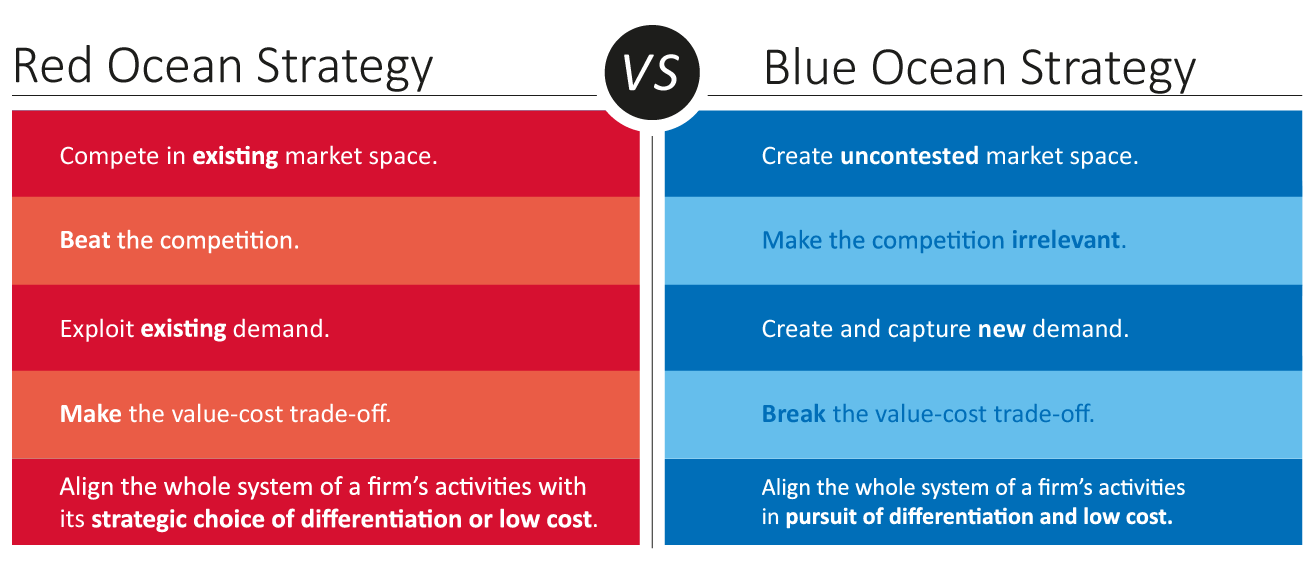 Red Ocean Strategy
VS
Blue Ocean Strategy
Compete in existing market space.
Create uncontested market space.
Beat the competition.
Make the competition irrelevant.
Exploit existing demand.
Create and capture new demand.
Make the value-cost trade-off.
Break the value-cost trade-off.
Align the whole system of a firm’s activities with
its strategic choice of differentiation or low cost.
Align the whole system of a firm’s activities
in pursuit of differentiation and low cost.